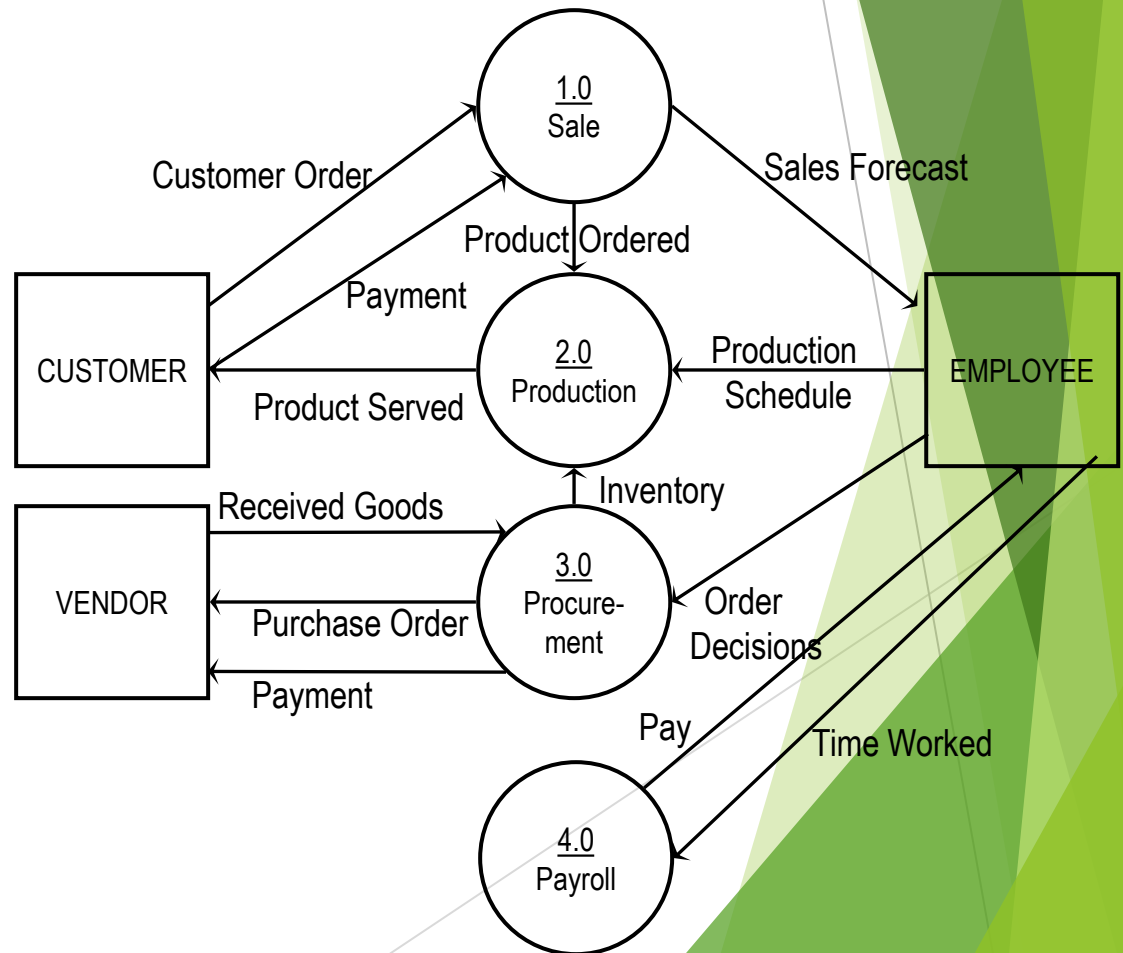 1.0
Sale
Customer Order
Sales Forecast
Product Ordered
Payment
CUSTOMER
2.0
Production
Production
Schedule
EMPLOYEE
Product Served
Received Goods
Inventory
VENDOR
3.0
Procure-
ment
Purchase Order
Order
Decisions
Payment
Pay
Time Worked
4.0
Payroll